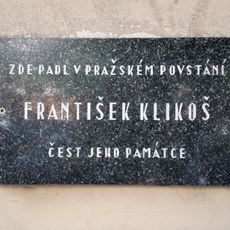 ZDE PADL V PRAŽSKÉM POVSTÁNÍ
FRANTIŠEK KLIKOŠ
ČEST JEHO PAMÁTCE